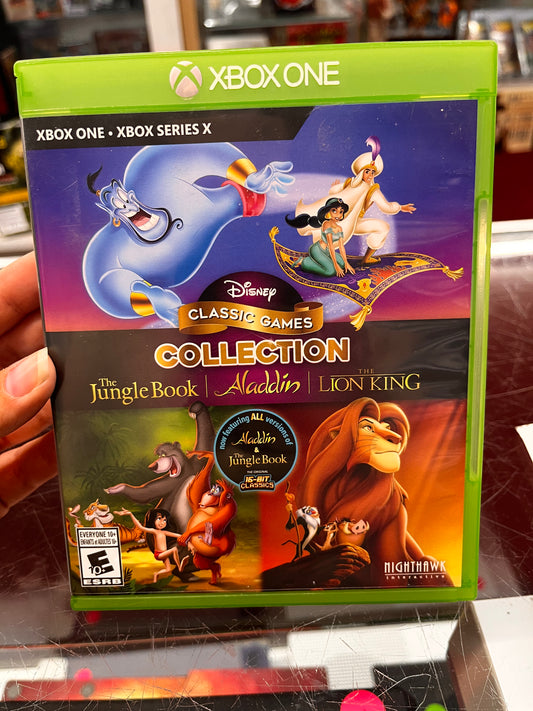 XBOX ONE
XBOX ONE • XBOX SERIES X
Disney
CLASSIC GAMES
COLLECTION
The Jungle Book | Aladdin | THE LION KING
now featuring ALL versions of
Aladdin
&
The Jungle Book
THE ORIGINAL
16-BIT
CLASSICS
EVERYONE 10+
ENFANTS et ADULTES 10+
E
10+
ESRB
NIGHTHAWK
interactive